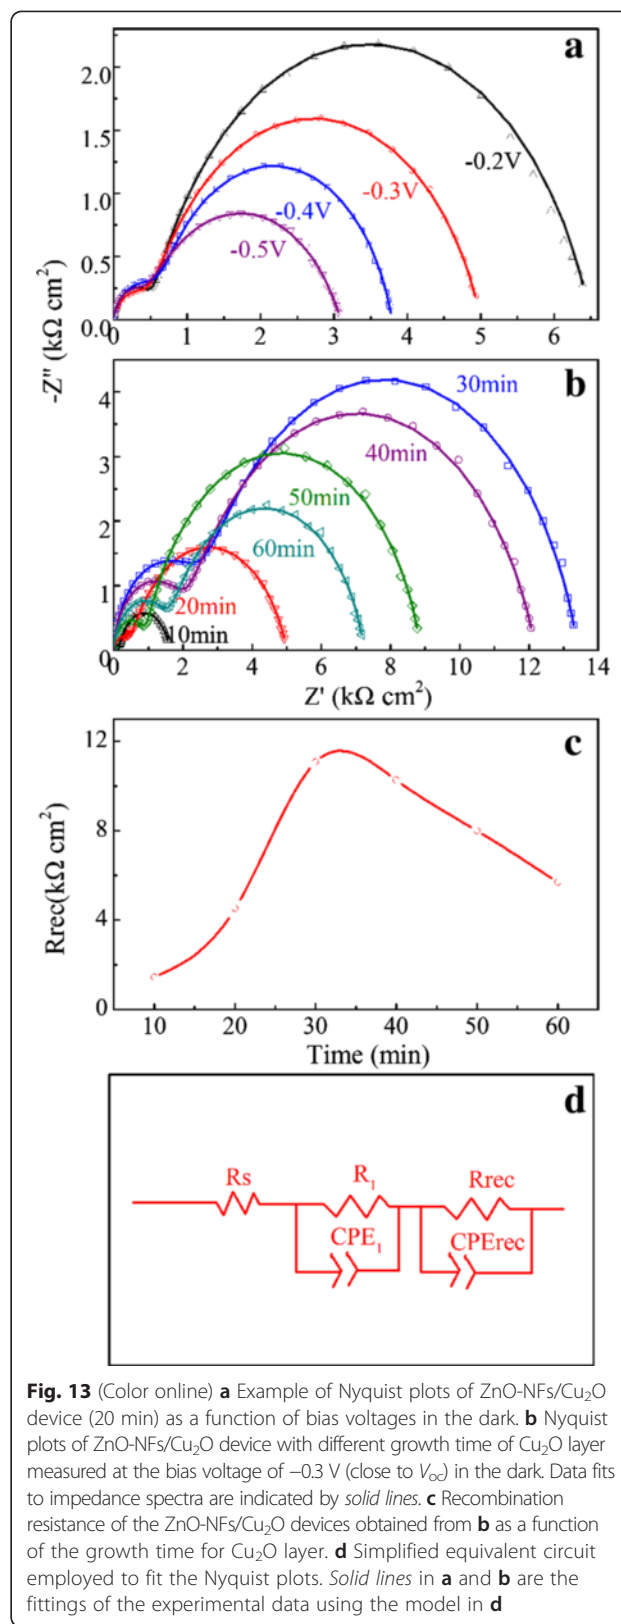 a
-Z" (kΩ cm²)
2.0
1.5
1.0
0.5
0.0
-0.2V
-0.3V
-0.4V
-0.5V
1 2 3 4 5 6
b
4
3
2
1
0
30min
40min
50min
60min
20min
10min
0 2 4 6 8 10 12 14
Z' (kΩ cm²)
c
Rrec(kΩ cm²)
12
8
4
0
10 20 30 40 50 60
Time (min)
d
Rs R₁ Rrec
CPE₁ CPErec
Fig. 13 (Color online) a Example of Nyquist plots of ZnO-NFs/Cu₂O
device (20 min) as a function of bias voltages in the dark. b Nyquist
plots of ZnO-NFs/Cu₂O device with different growth time of Cu₂O layer
measured at the bias voltage of −0.3 V (close to Voc) in the dark. Data fits
to impedance spectra are indicated by solid lines. c Recombination
resistance of the ZnO-NFs/Cu₂O devices obtained from b as a function
of the growth time for Cu₂O layer. d Simplified equivalent circuit
employed to fit the Nyquist plots. Solid lines in a and b are the
fittings of the experimental data using the model in d